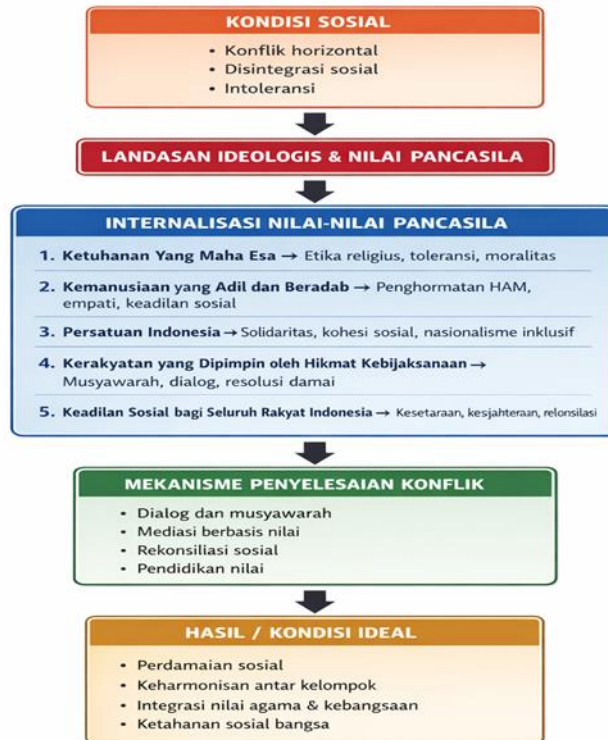 KONDISI SOSIAL
• Konflik horizontal
• Disintegrasi sosial
• Intoleransi
LANDASAN IDEOLOGIS & NILAI PANCASILA
INTERNALISASI NILAI-NILAI PANCASILA
1. Ketuhanan Yang Maha Esa → Etika religius, toleransi, moralitas
2. Kemanusiaan yang Adil dan Beradab → Penghormatan HAM,
empati, keadilan sosial
3. Persatuan Indonesia → Solidaritas, kohesi sosial, nasionalisme inklusif
4. Kerakyatan yang Dipimpin oleh Hikmat Kebijaksanaan →
Musyawarah, dialog, resolusi damai
5. Keadilan Sosial bagi Seluruh Rakyat Indonesia → Kesetaraan, kesjahteraan, relonsilasi
MEKANISME PENYELESAIAN KONFLIK
• Dialog dan musyawarah
• Mediasi berbasis nilai
• Rekonsiliasi sosial
• Pendidikan nilai
HASIL / KONDISI IDEAL
• Perdamaian sosial
• Keharmonisan antar kelompok
• Integrasi nilai agama & kebangsaan
• Ketahanan sosial bangsa